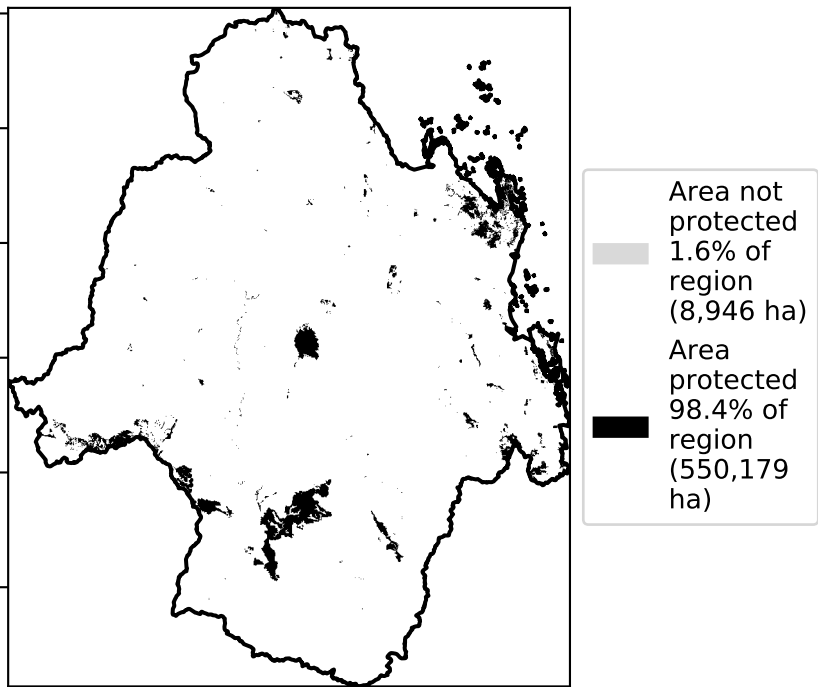 Area not
protected
1.6% of
region
(8,946 ha)
Area
protected
98.4% of
region
(550,179
ha)